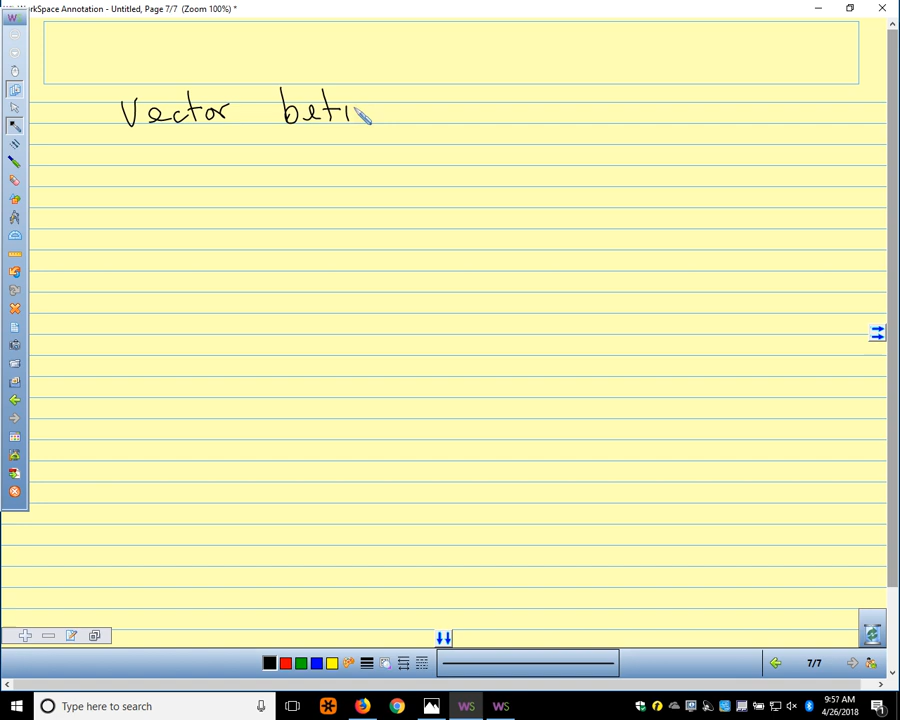 WorkSpace Annotation - Untitled, Page 7/7 (Zoom 100%) *
Vector bet
7/7
Type here to search
9:57 AM
4/26/2018